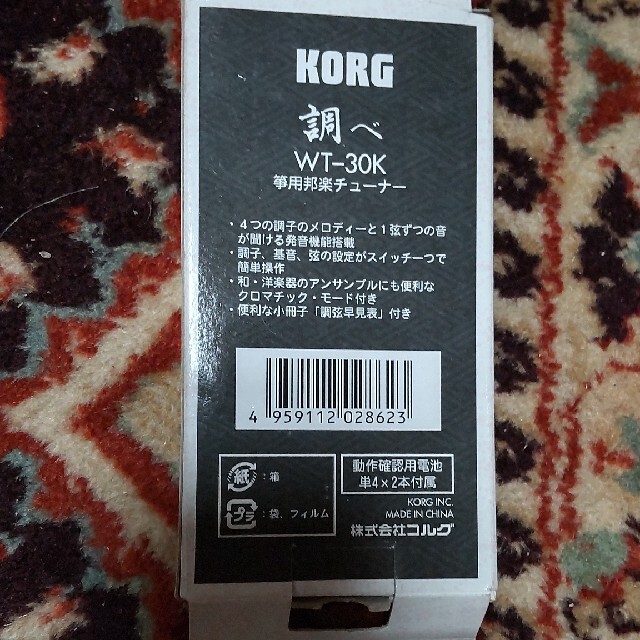 KORG
調べ
WT-30K
箏用邦楽チューナー
・４つの調子のメロディーと１弦ずつの音
が聞ける発音機能搭載
・調子、基音、弦の設定がスイッチ一つで
簡単操作
・和・洋楽器のアンサンブルにも便利な
クロマチック・モード付き
・便利な小冊子「調弦早見表」付き
4 959112 028623
紙：箱
プラ：袋、フィルム
動作確認用電池
単4×2本付属
KORG INC.
MADE IN CHINA
株式会社コルグ